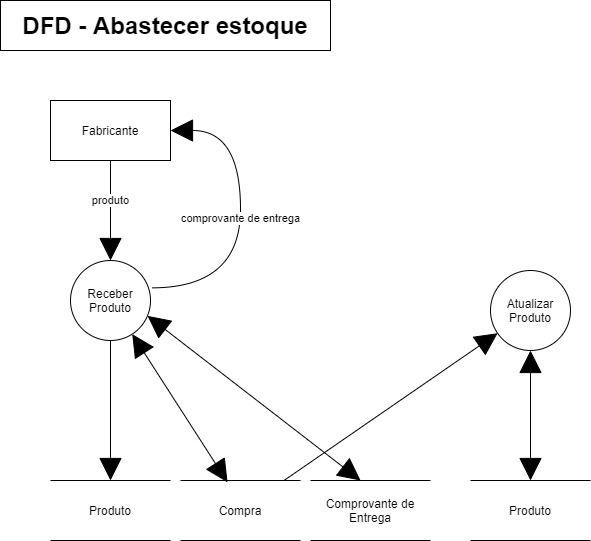 DFD - Abastecer estoque
Fabricante
produto
comprovante de entrega
Receber
Produto
Atualizar
Produto
Produto
Compra
Comprovante de
Entrega
Produto